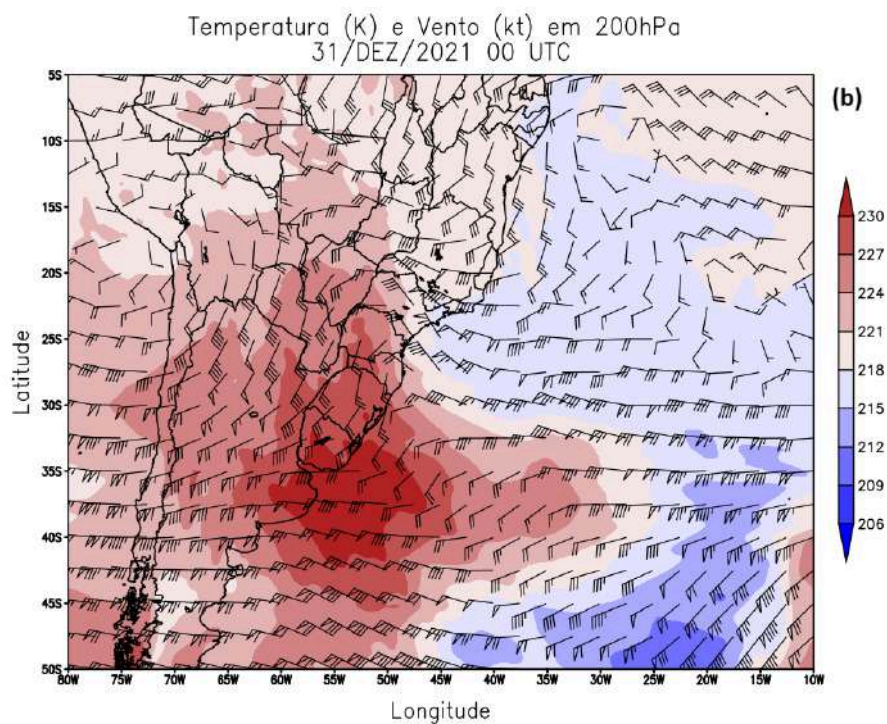 Temperatura (K) e Vento (kt) em 200hPa
31/DEZ/2021 00 UTC
(b)
5S
10S
15S
20S
25S
30S
35S
40S
45S
50S
Latitude
80W 75W 70W 65W 60W 55W 50W 45W 40W 35W 30W 25W 20W 15W 10W
Longitude
230
227
224
221
218
215
212
209
206